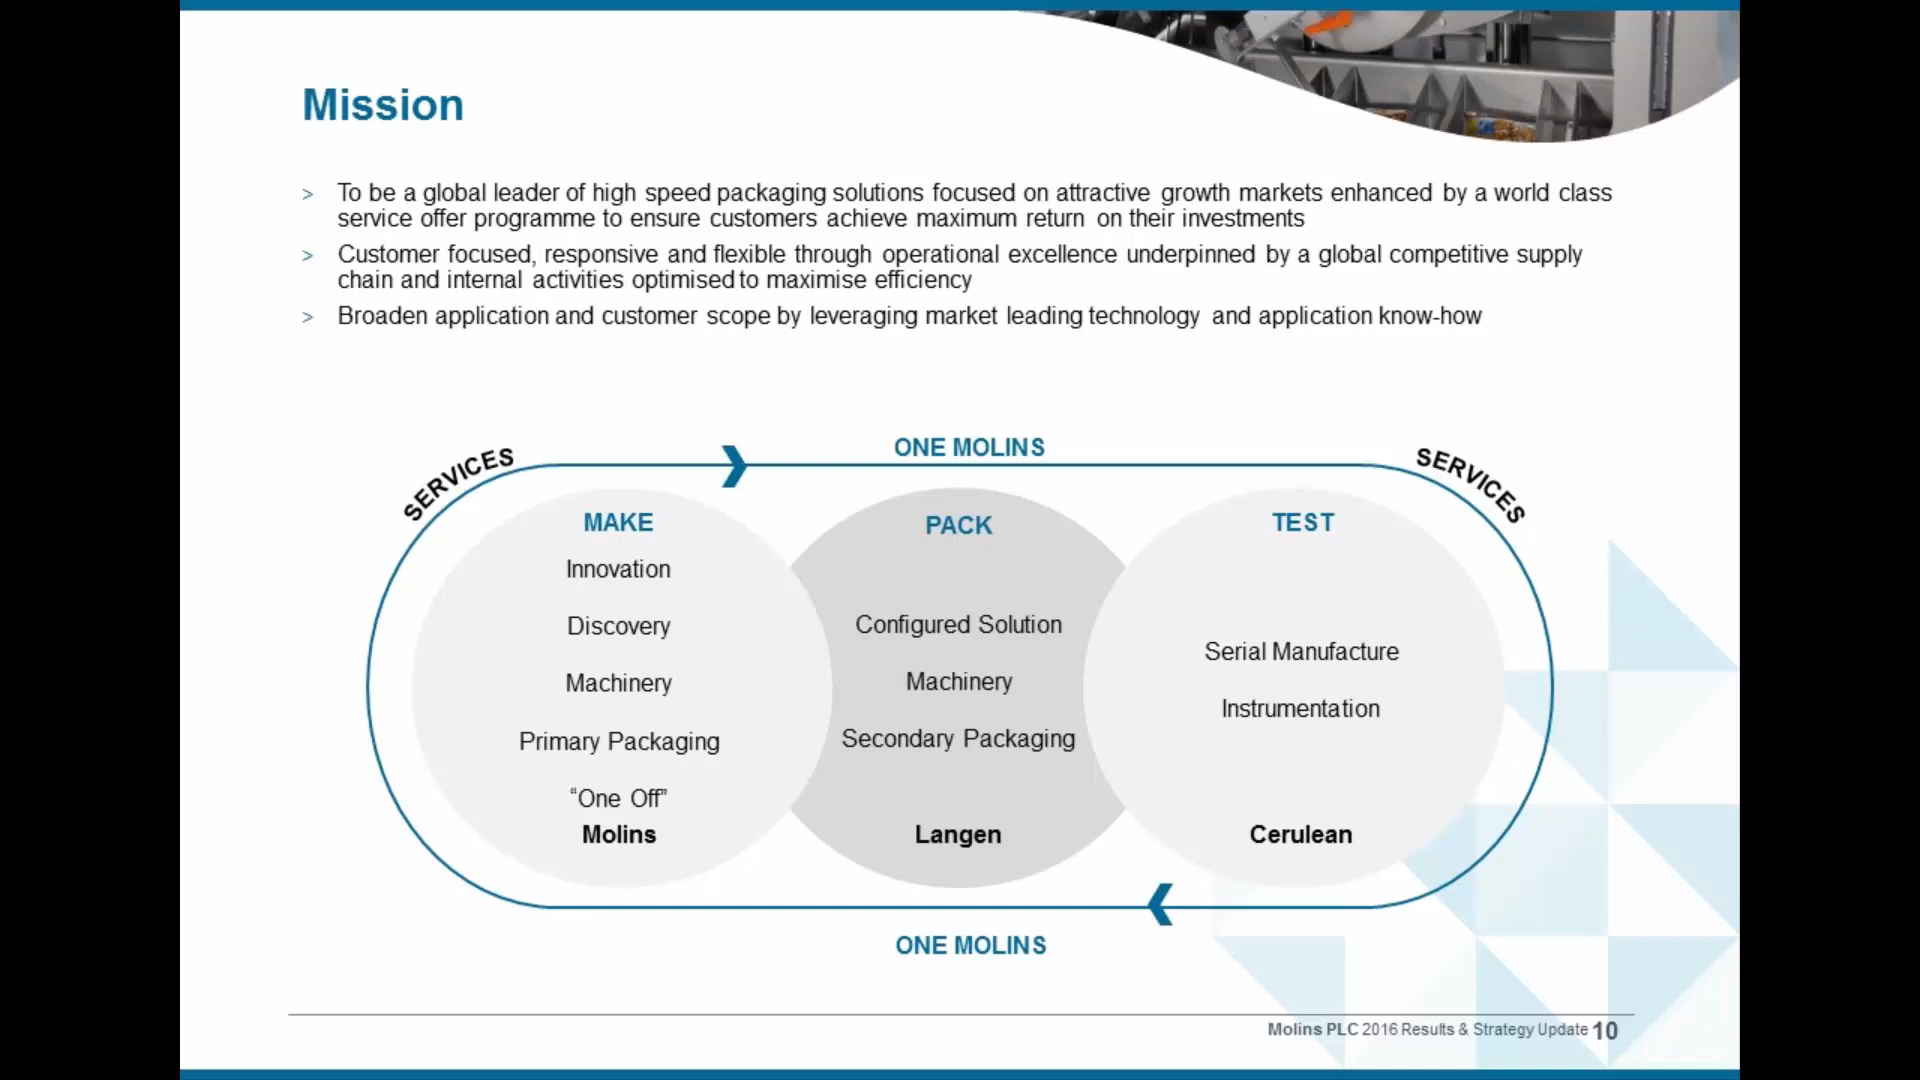 Mission
> To be a global leader of high speed packaging solutions focused on attractive growth markets enhanced by a world class
service offer programme to ensure customers achieve maximum return on their investments
> Customer focused, responsive and flexible through operational excellence underpinned by a global competitive supply
chain and internal activities optimised to maximise efficiency
> Broaden application and customer scope by leveraging market leading technology and application know-how
ONE MOLINS
SERVICES
SERVICES
MAKE
Innovation
Discovery
Machinery
Primary Packaging
“One Off”
Molins
PACK
Configured Solution
Machinery
Secondary Packaging
Langen
TEST
Serial Manufacture
Instrumentation
Cerulean
ONE MOLINS
Molins PLC 2016 Results & Strategy Update 10